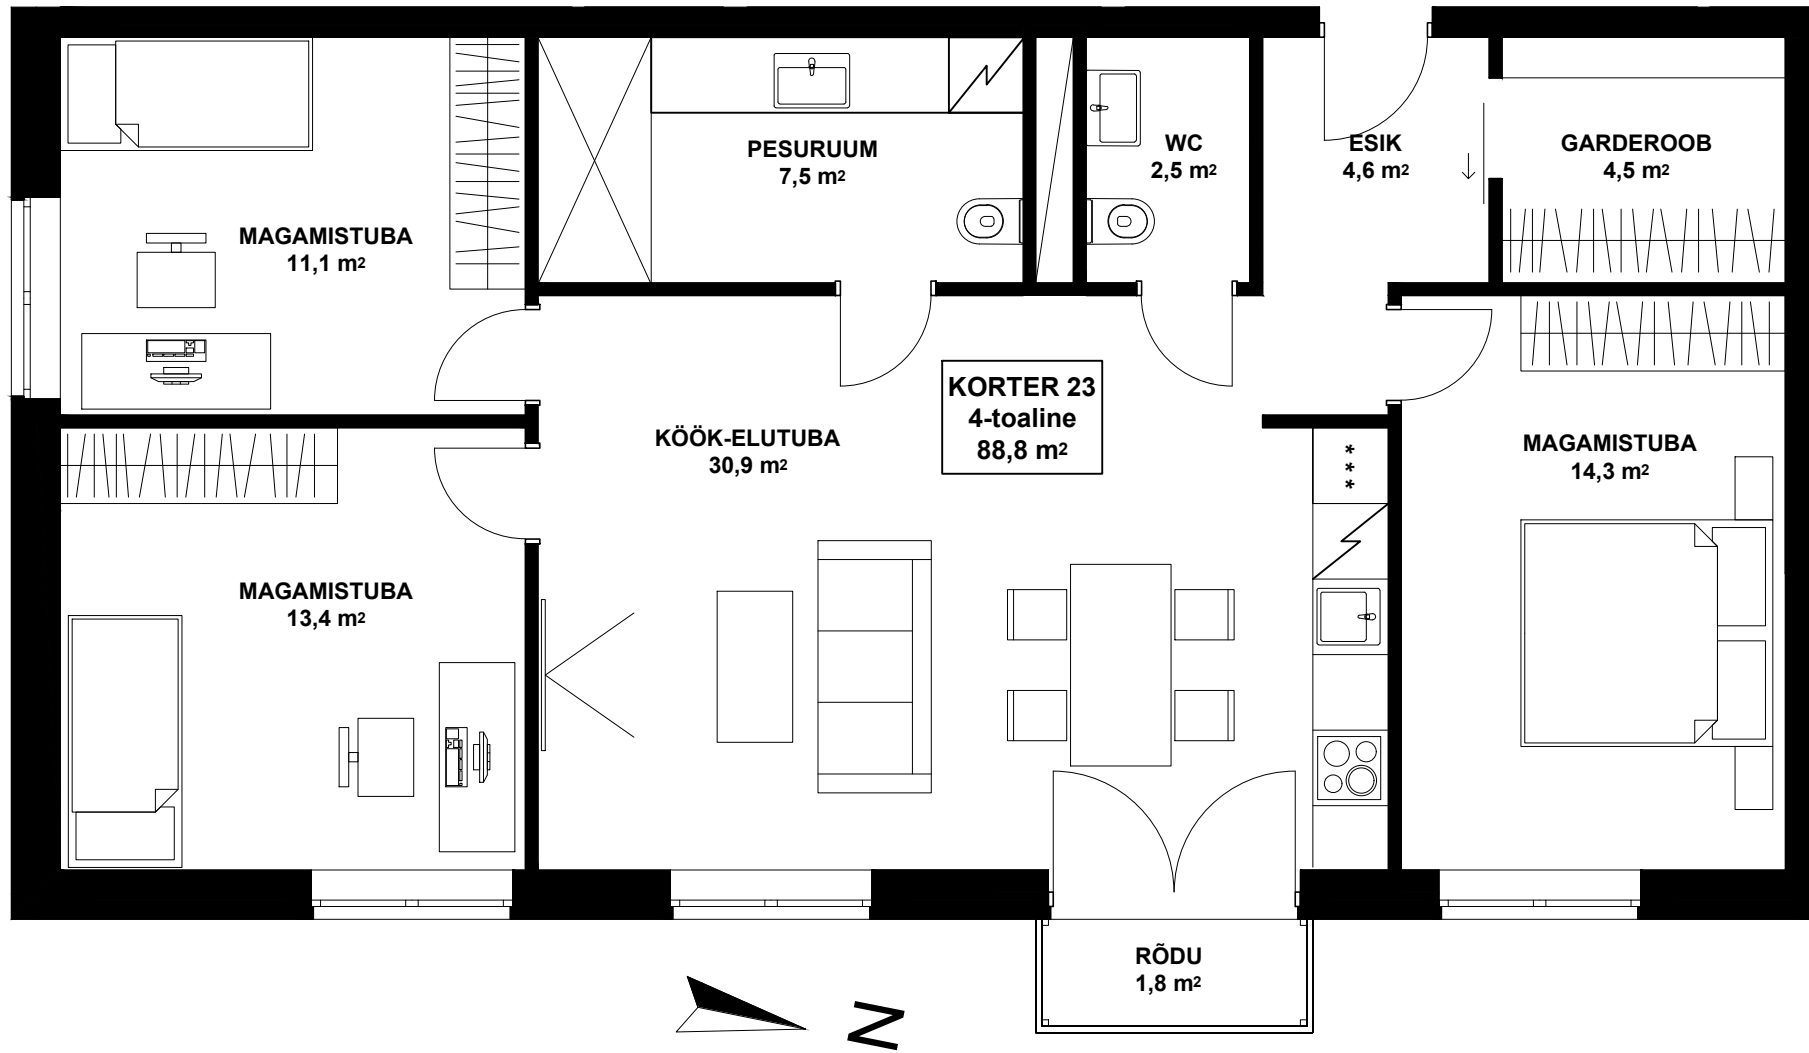 PESURUUM
7,5 m²
WC
2,5 m²
ESIK
4,6 m²
GARDEROOB
4,5 m²
MAGAMISTUBA
11,1 m²
KORTER 23
4-toaline
88,8 m²
KÖÖK-ELUTUBA
30,9 m²
MAGAMISTUBA
14,3 m²
***
MAGAMISTUBA
13,4 m²
RÕDU
1,8 m²
N